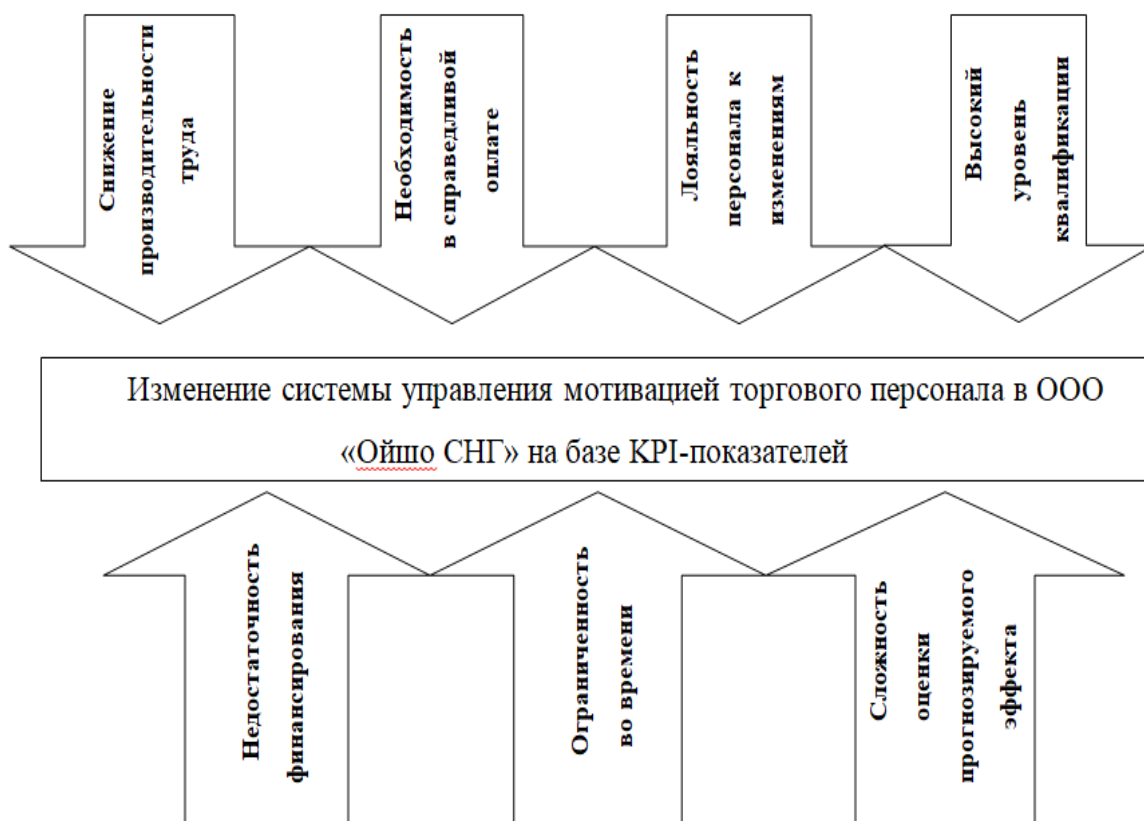 Снижение
производительности
труда
Необходимость
в справедливой
оплате
Лояльность
персонала к
изменениям
Высокий
уровень
квалификации
Изменение системы управления мотивацией торгового персонала в ООО
«Ойшо СНГ» на базе KPI-показателей
Недостаточность
финансирования
Ограниченность
во времени
Сложность
оценки
прогнозируемого
эффекта